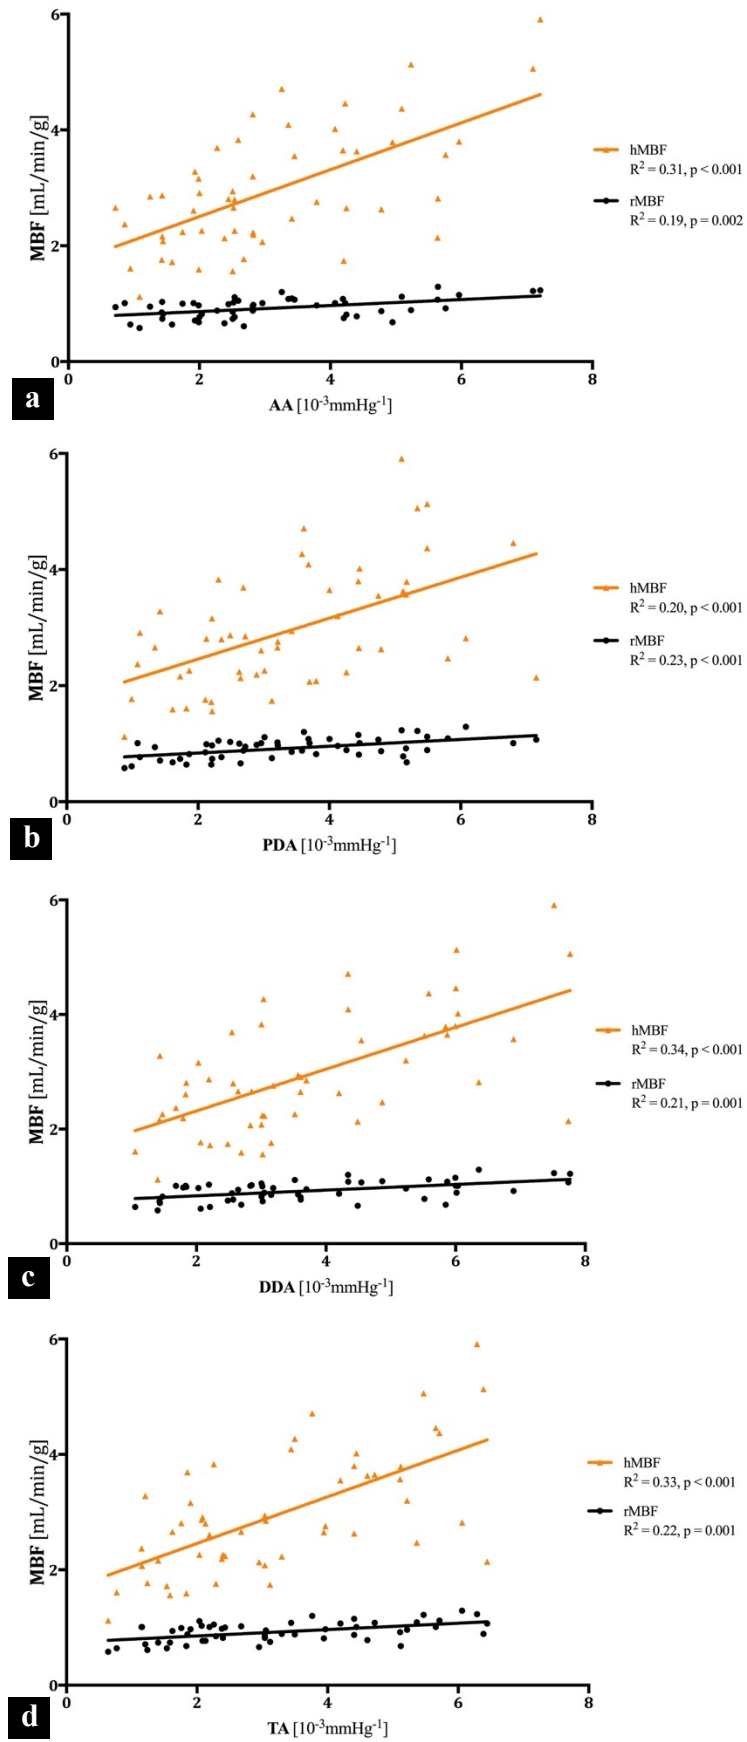 6
4
2
0
MBF [mL/min/g]
0 2 4 6 8
AA [10⁻³mmHg⁻¹]
hMBF
R² = 0.31, p < 0.001
rMBF
R² = 0.19, p = 0.002
a
6
4
2
0
MBF [mL/min/g]
0 2 4 6 8
PDA [10⁻³mmHg⁻¹]
hMBF
R² = 0.20, p < 0.001
rMBF
R² = 0.23, p < 0.001
b
6
4
2
0
MBF [mL/min/g]
0 2 4 6 8
DDA [10⁻³mmHg⁻¹]
hMBF
R² = 0.34, p < 0.001
rMBF
R² = 0.21, p = 0.001
c
6
4
2
0
MBF [mL/min/g]
0 2 4 6 8
TA [10⁻³mmHg⁻¹]
hMBF
R² = 0.33, p < 0.001
rMBF
R² = 0.22, p = 0.001
d